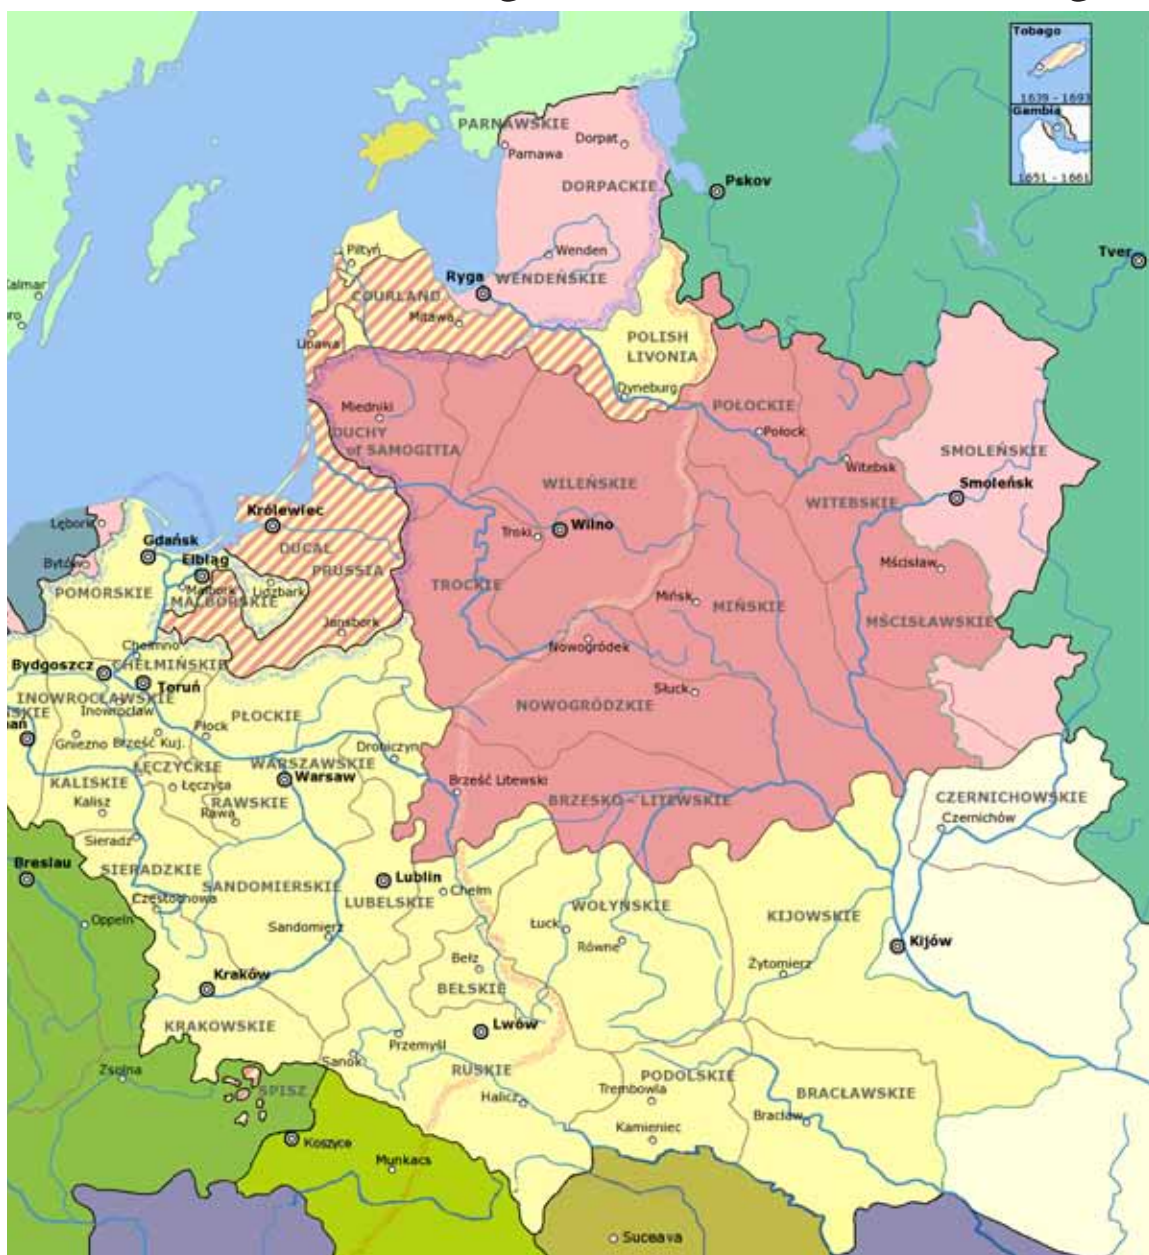 Tobago
1639 - 1693
Gambia
1651 - 1661
PARNAWSKIE
Dorpat
Parnawa
DORPACKIE
Pskov
Tver
Piltyń
Wenden
Ryga
WENDEŃSKIE
COURLAND
Mitawa
Lipawa
POLISH
LIVONIA
Dyneburg
Miedniki
DUCHY
of SAMOGITIA
POŁOCKIE
Połock
Witebsk
SMOLEŃSKIE
WILEŃSKIE
WITEBSKIE
Smoleńsk
Lębork
Królewiec
Gdańsk
Troki
Wilno
DUCAL
PRUSSIA
Bytów
Elbląg
POMORSKIE
Malbork
Lidzbark
MALBORSKIE
TROCKIE
Mścisław
Mińsk
MIŃSKIE
Jansbork
MŚCISŁAWSKIE
Chełmno
Nowogródek
Bydgoszcz
CHEŁMIŃSKIE
Toruń
INOWROCŁAWSKIE
Inowrocław
Słuck
NOWOGRÓDZKIE
PŁOCKIE
Płock
Gniezno
Brześć Kuj.
Drohiczyn
ŁĘCZYCKIE
WARSZAWSKIE
Warsaw
KALISKIE
Łęczyca
Brześć Litewski
RAWSKIE
Rawa
Kalisz
BRZESKO - LITEWSKIE
CZERNICHOWSKIE
Czernichów
Sieradz
Breslau
SIERADZKIE
Lublin
SANDOMIERSKIE
Chełm
LUBELSKIE
Częstochowa
Oppeln
WOŁYŃSKIE
Łuck
KIJOWSKIE
Sandomierz
Równe
Kijów
Bełz
Żytomierz
Kraków
BEŁSKIE
KRAKOWSKIE
Lwów
Przemyśl
Sanok
Zsolna
RUSKIE
PODOLSKIE
SPISZ
Halicz
Trembowla
BRACŁAWSKIE
Bracław
Kamieniec
Koszyce
Munkacs
Suceava